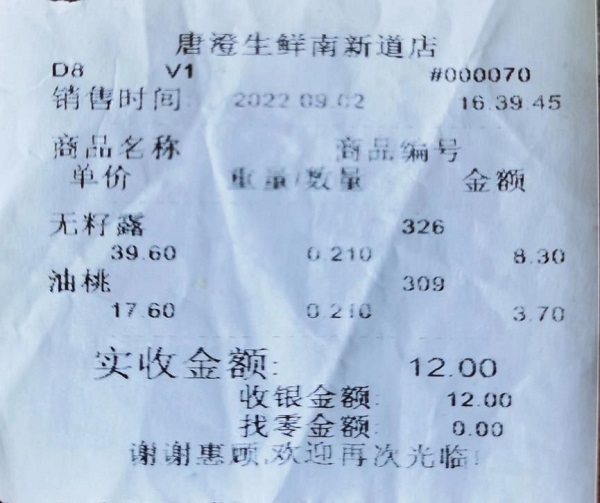 唐澄生鲜南新道店
D8 V1 #000070
销售时间: 2022.09.02 16.39.45
商品名称 商品编号
单价 重量/数量 金额
无籽露 326
39.60 0.210 8.30
油桃 309
17.60 0.210 3.70
实收金额: 12.00
收银金额: 12.00
找零金额: 0.00
谢谢惠顾,欢迎再次光临!